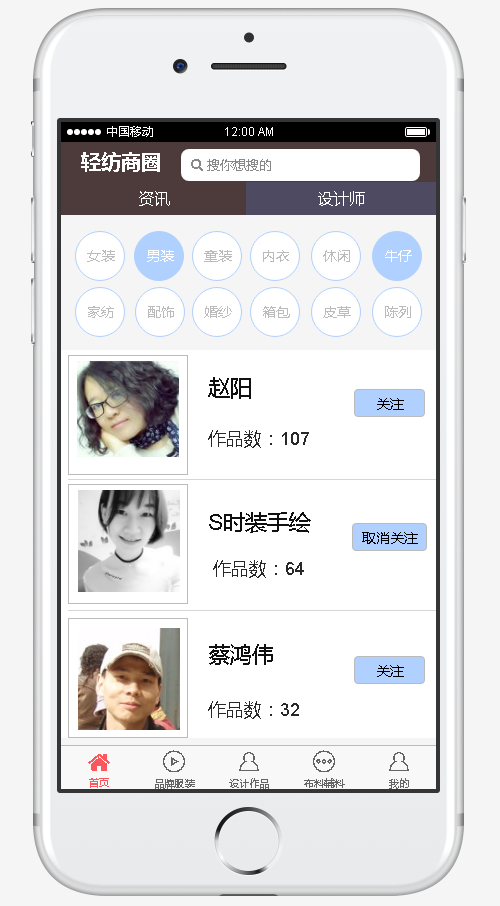 中国移动 12:00 AM
轻纺商圈 搜你想搜的
资讯 设计师
女装 男装 童装 内衣 休闲 牛仔
家纺 配饰 婚纱 箱包 皮草 陈列
赵阳
关注
作品数：107
S时装手绘
取消关注
作品数：64
蔡鸿伟
关注
作品数：32
首页 品牌服装 设计作品 布料辅料 我的